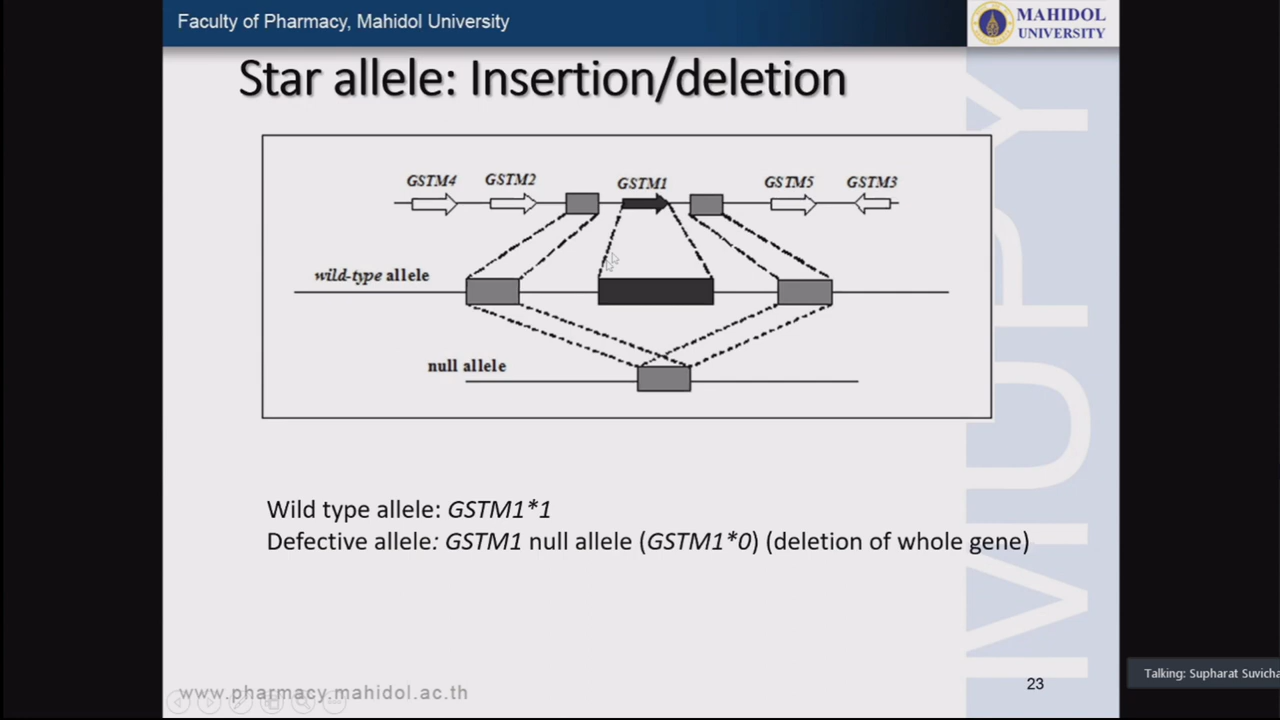 Faculty of Pharmacy, Mahidol University
MAHIDOL
UNIVERSITY
Star allele: Insertion/deletion
GSTM4
GSTM2
GSTM1
GSTM5
GSTM3
wild-type allele
null allele
Wild type allele: GSTM1*1
Defective allele: GSTM1 null allele (GSTM1*0) (deletion of whole gene)
MUPY
www.pharmacy.mahidol.ac.th
23
Talking: Supharat Suvicha